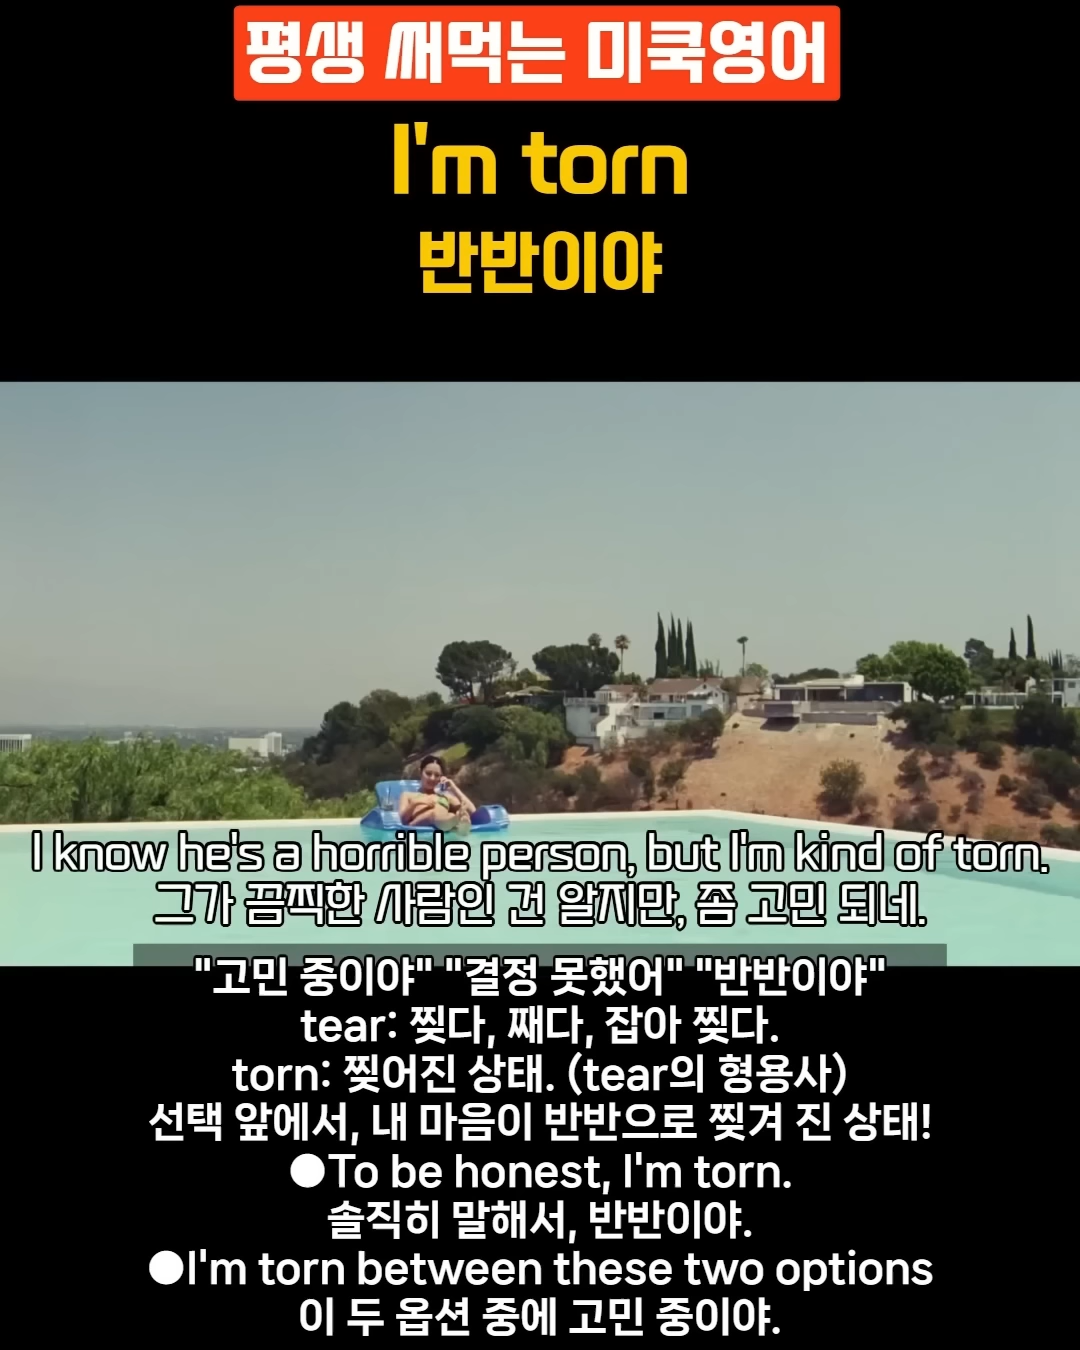 평생 써먹는 미쿡영어
I'm torn
반반이야
I know he's a horrible person, but I'm kind of torn.
그가 끔찍한 사람인 건 알지만, 좀 고민 되네.
"고민 중이야" "결정 못했어" "반반이야"
tear: 찢다, 째다, 잡아 찢다.
torn: 찢어진 상태. (tear의 형용사)
선택 앞에서, 내 마음이 반반으로 찢겨 진 상태!
●To be honest, I'm torn.
솔직히 말해서, 반반이야.
●I'm torn between these two options
이 두 옵션 중에 고민 중이야.